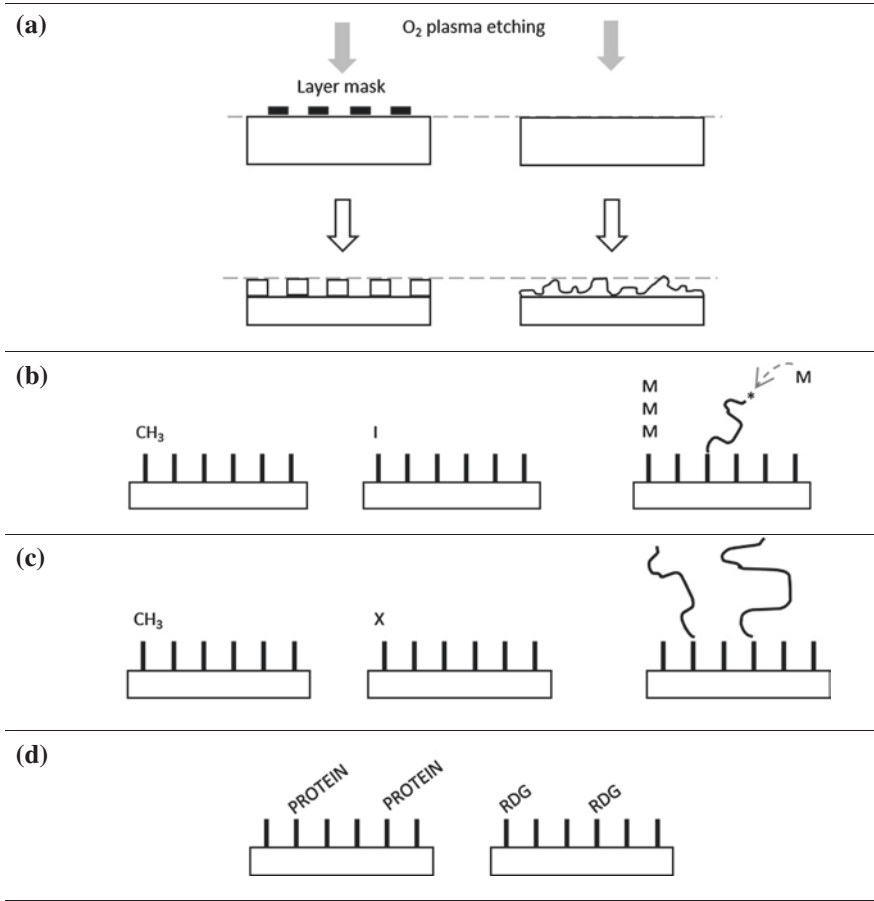 (a)
O₂ plasma etching
Layer mask
(b)
CH₃
I
M
M
M
*
M
(c)
CH₃
X
(d)
PROTEIN
PROTEIN
RDG
RDG